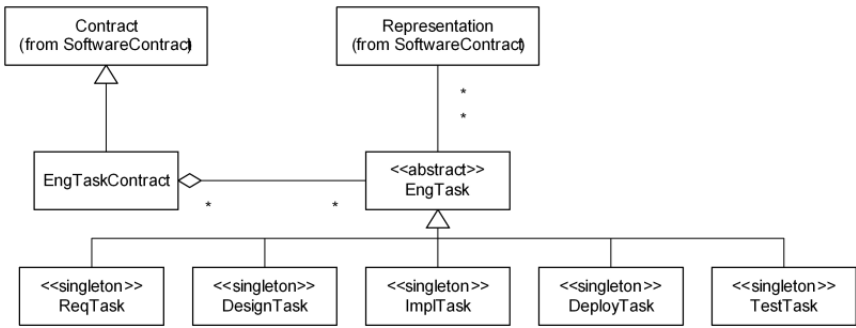 Contract
(from SoftwareContract)
Representation
(from SoftwareContract)
*
*
EngTaskContract
<<abstract>>
EngTask
*
*
<<singleton>>
ReqTask
<<singleton>>
DesignTask
<<singleton>>
ImplTask
<<singleton>>
DeployTask
<<singleton>>
TestTask